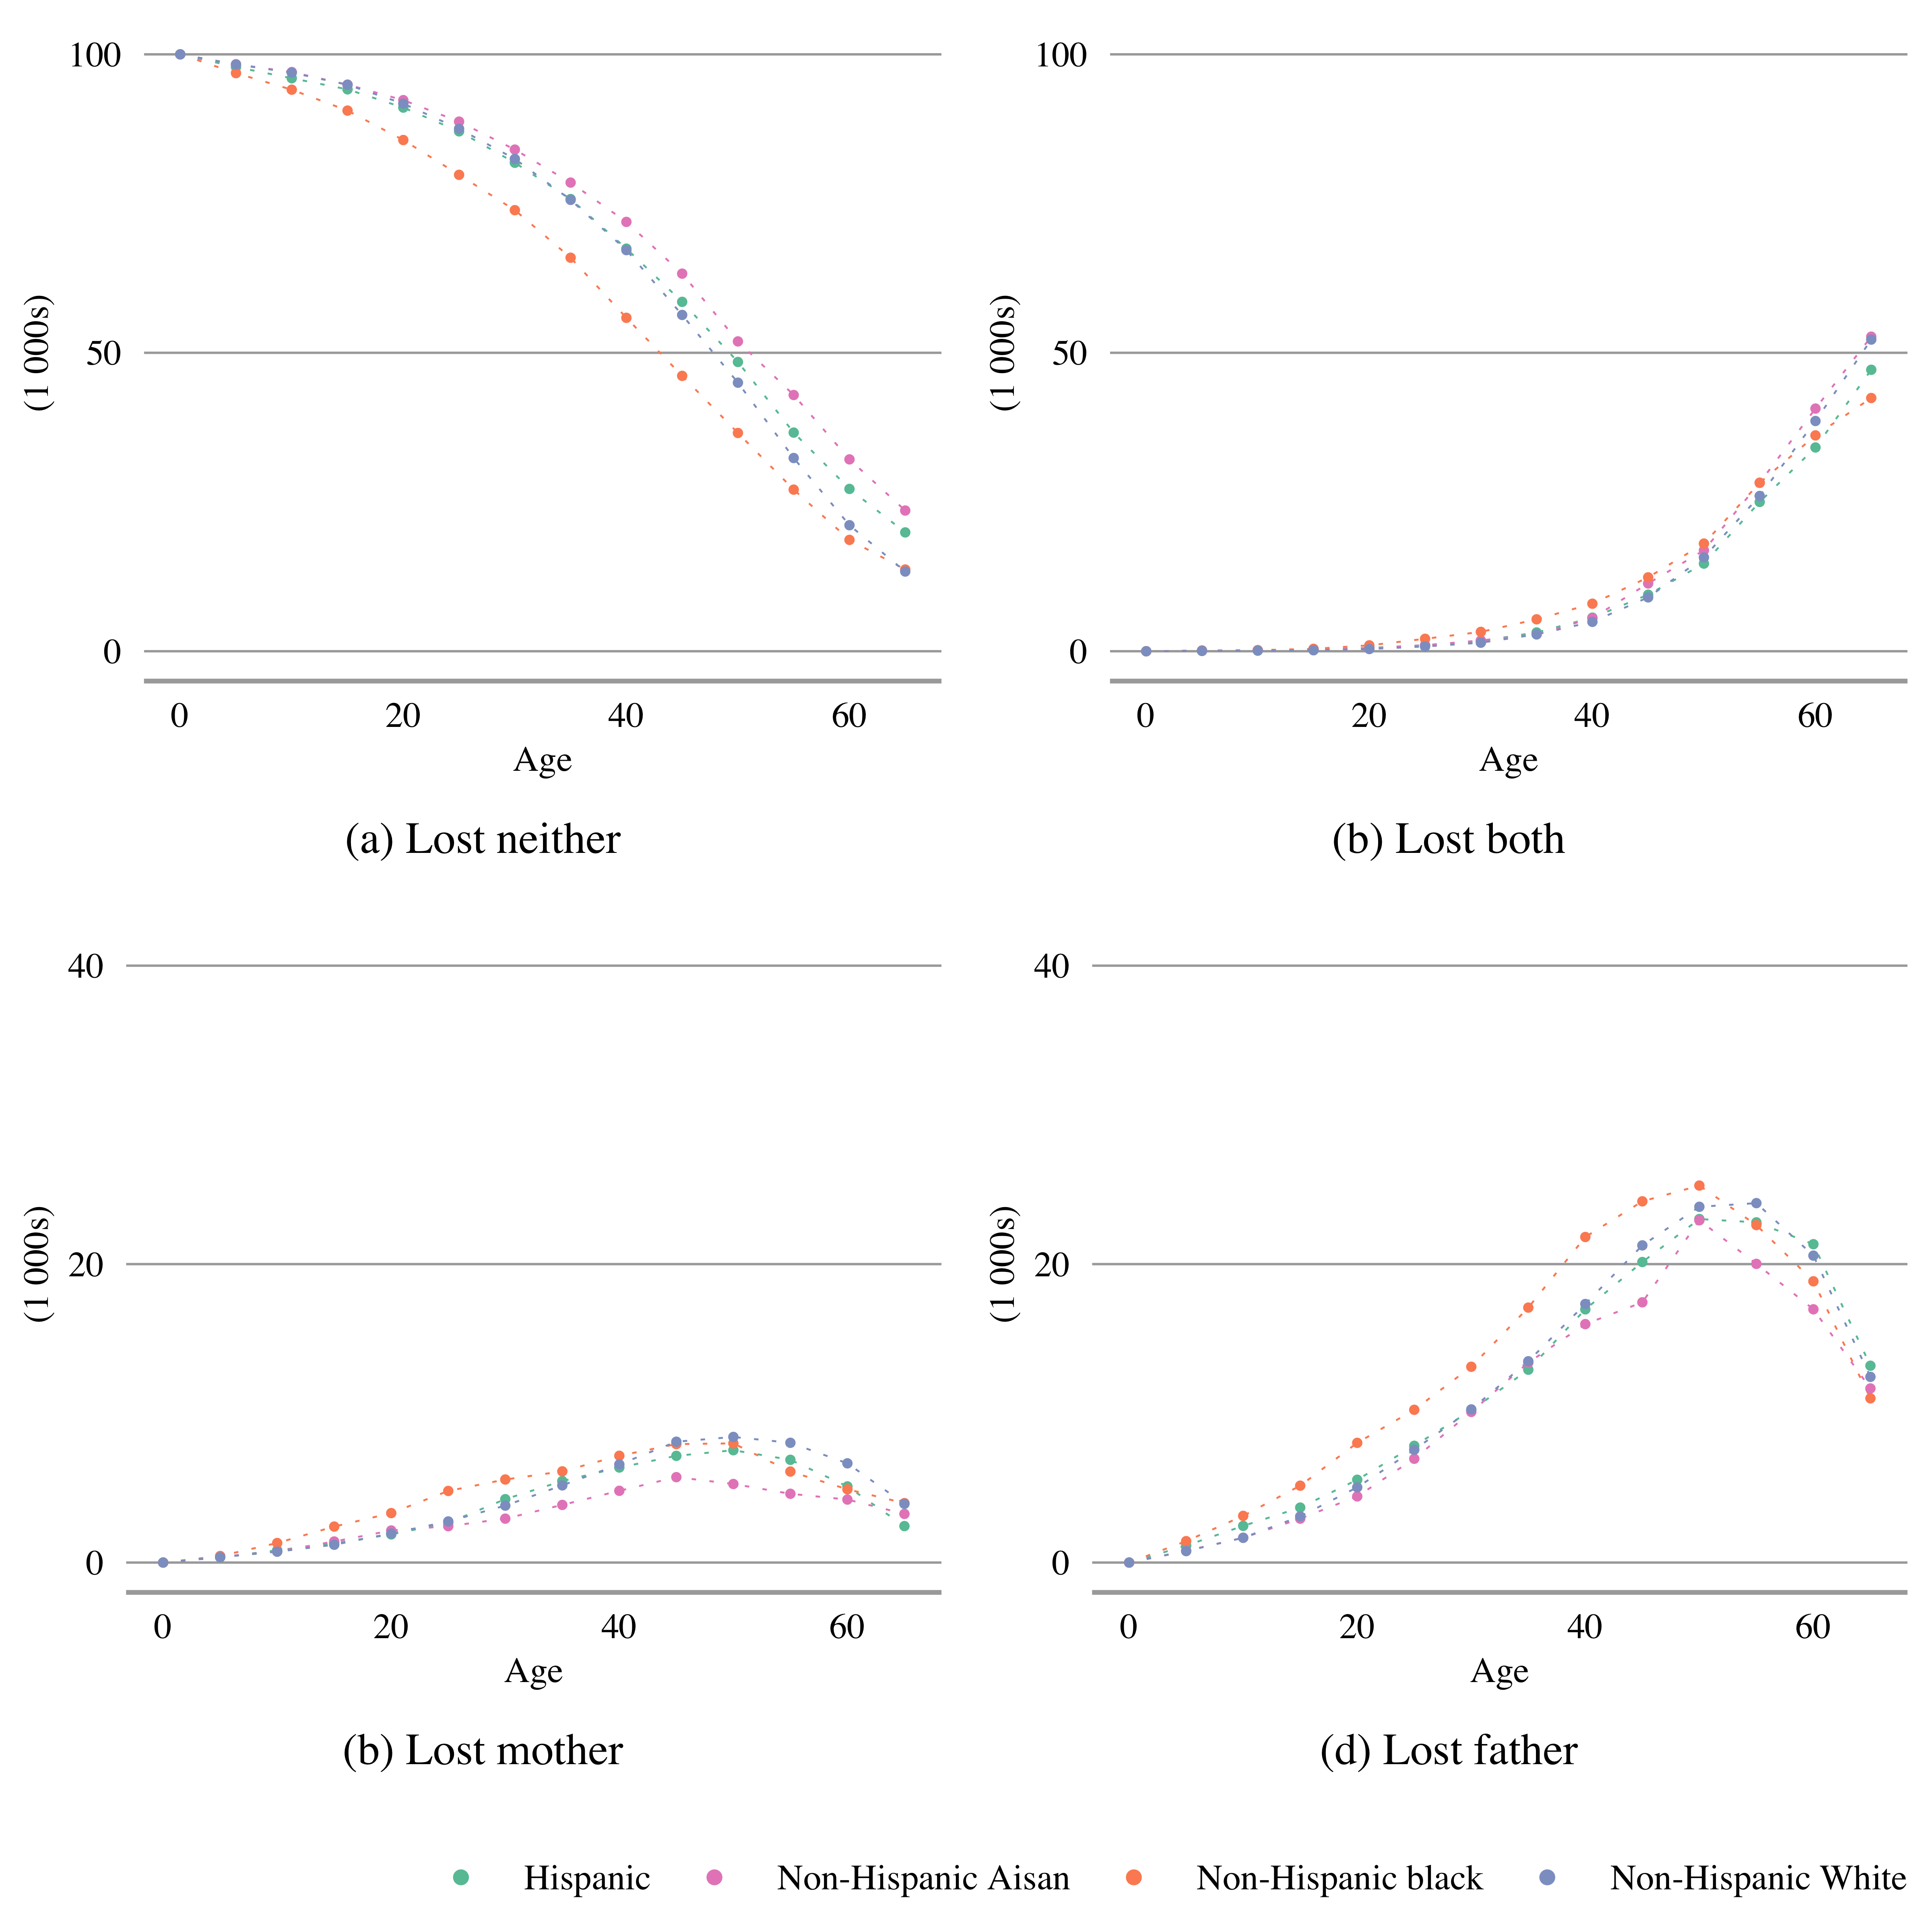 100
50
0
(1 000s)
0 20 40 60
Age
(a) Lost neither
100
50
0
(1 000s)
0 20 40 60
Age
(b) Lost both
40
20
0
(1 000s)
0 20 40 60
Age
(b) Lost mother
40
20
0
(1 000s)
0 20 40 60
Age
(d) Lost father
Hispanic Non-Hispanic Aisan Non-Hispanic black Non-Hispanic White